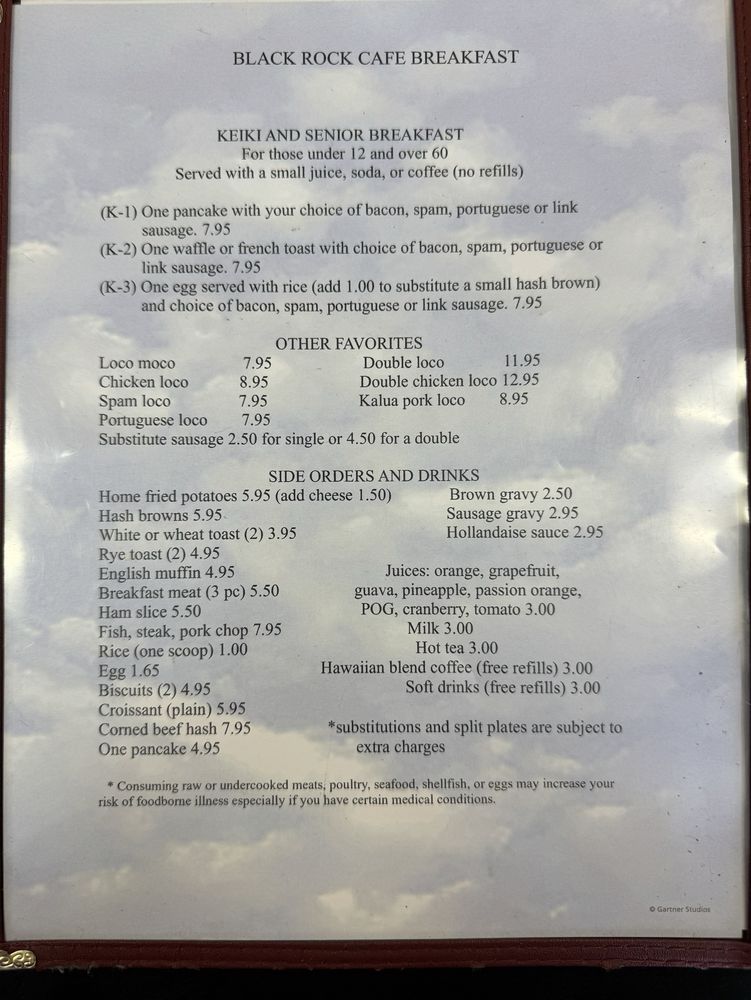 BLACK ROCK CAFE BREAKFAST
KEIKI AND SENIOR BREAKFAST
For those under 12 and over 60
Served with a small juice, soda, or coffee (no refills)
(K-1) One pancake with your choice of bacon, spam, portuguese or link
sausage. 7.95
(K-2) One waffle or french toast with choice of bacon, spam, portuguese or
link sausage. 7.95
(K-3) One egg served with rice (add 1.00 to substitute a small hash brown)
and choice of bacon, spam, portuguese or link sausage. 7.95
OTHER FAVORITES
Loco moco 7.95 Double loco 11.95
Chicken loco 8.95 Double chicken loco 12.95
Spam loco 7.95 Kalua pork loco 8.95
Portuguese loco 7.95
Substitute sausage 2.50 for single or 4.50 for a double
SIDE ORDERS AND DRINKS
Home fried potatoes 5.95 (add cheese 1.50) Brown gravy 2.50
Hash browns 5.95 Sausage gravy 2.95
White or wheat toast (2) 3.95 Hollandaise sauce 2.95
Rye toast (2) 4.95
English muffin 4.95 Juices: orange, grapefruit,
Breakfast meat (3 pc) 5.50 guava, pineapple, passion orange,
Ham slice 5.50 POG, cranberry, tomato 3.00
Fish, steak, pork chop 7.95 Milk 3.00
Rice (one scoop) 1.00 Hot tea 3.00
Egg 1.65 Hawaiian blend coffee (free refills) 3.00
Biscuits (2) 4.95 Soft drinks (free refills) 3.00
Croissant (plain) 5.95
Corned beef hash 7.95 *substitutions and split plates are subject to
One pancake 4.95 extra charges
* Consuming raw or undercooked meats, poultry, seafood, shellfish, or eggs may increase your
risk of foodborne illness especially if you have certain medical conditions.
© Gartner Studios